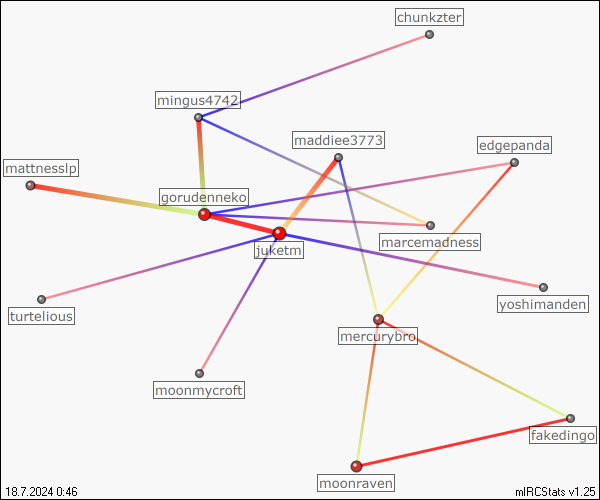 chunkzter
mingus4742
maddiee3773
edgepanda
mattnesslp
gorudenneko
marcemadness
juketm
yoshimanden
turtelious
mercurybro
moonmycroft
fakedingo
moonraven
18.7.2024 0:46
mIRCStats v1.25